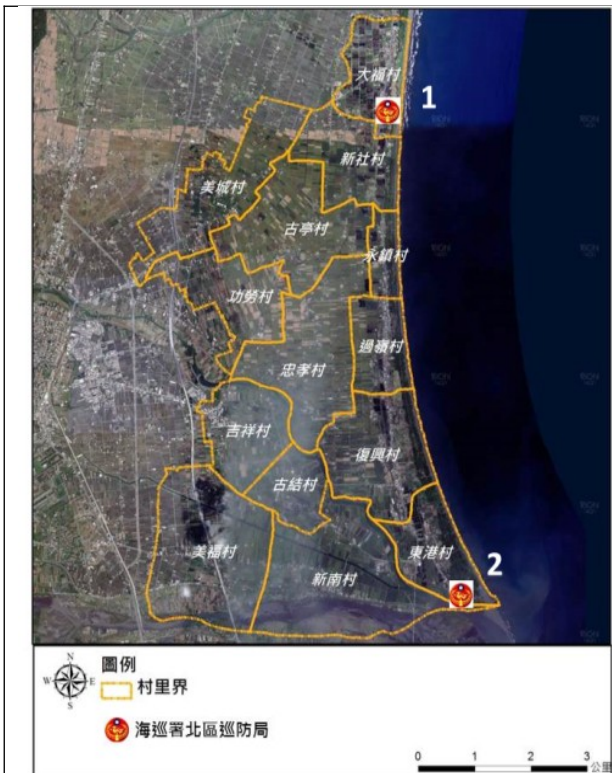 大福村
1
新社村
美城村
古亭村
永鎮村
功勞村
過嶺村
忠孝村
吉祥村
復興村
古結村
美福村
新南村
東港村
2
圖例
N
W
E
S
村里界
海巡署北區巡防局
0 1 2 3
公里